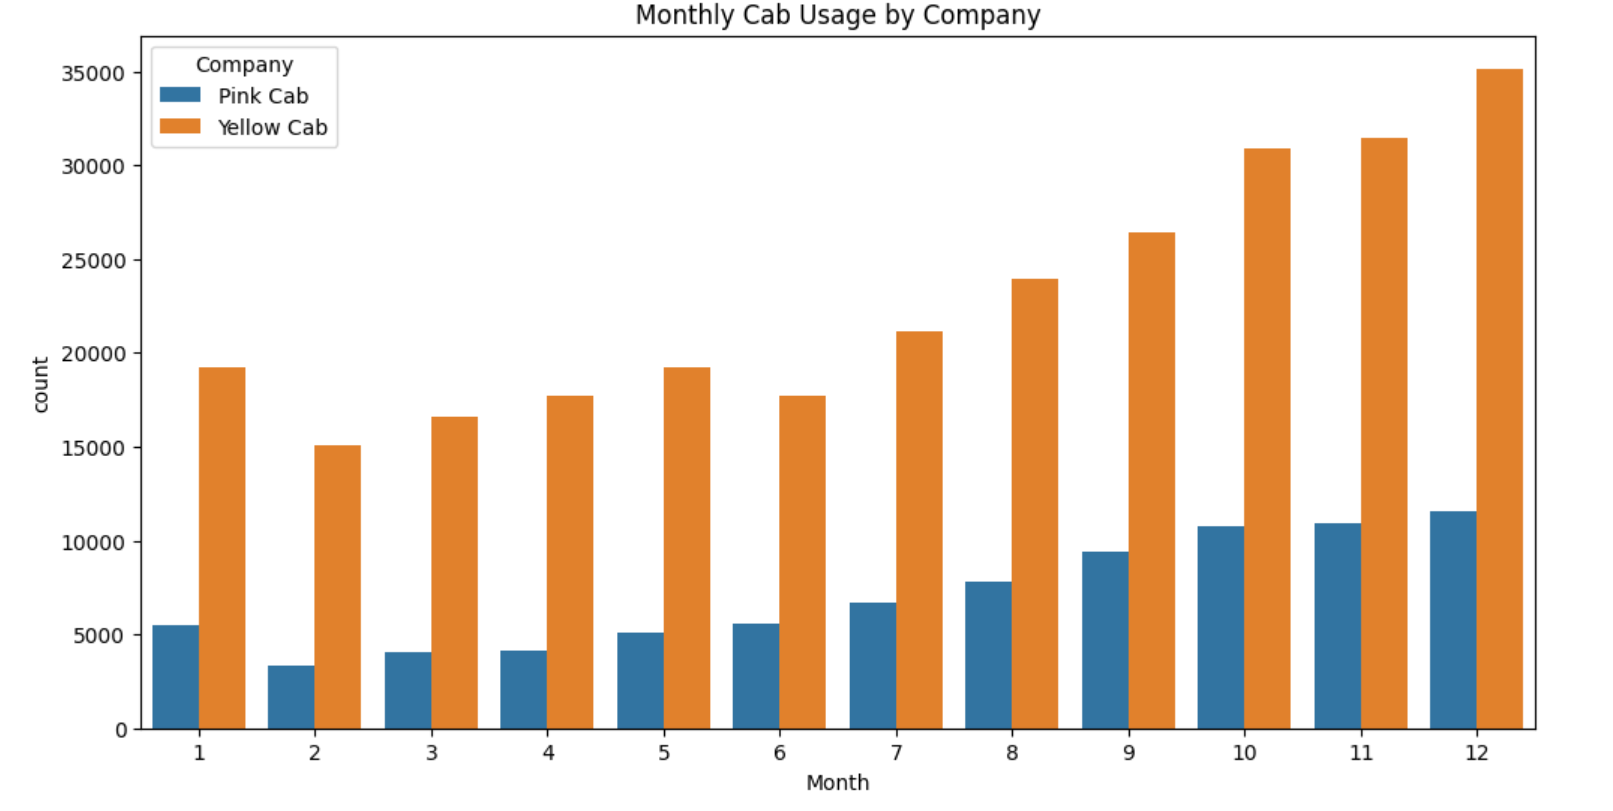 Monthly Cab Usage by Company
Company
Pink Cab
Yellow Cab
35000
30000
25000
20000
15000
10000
5000
0
count
1 2 3 4 5 6 7 8 9 10 11 12
Month